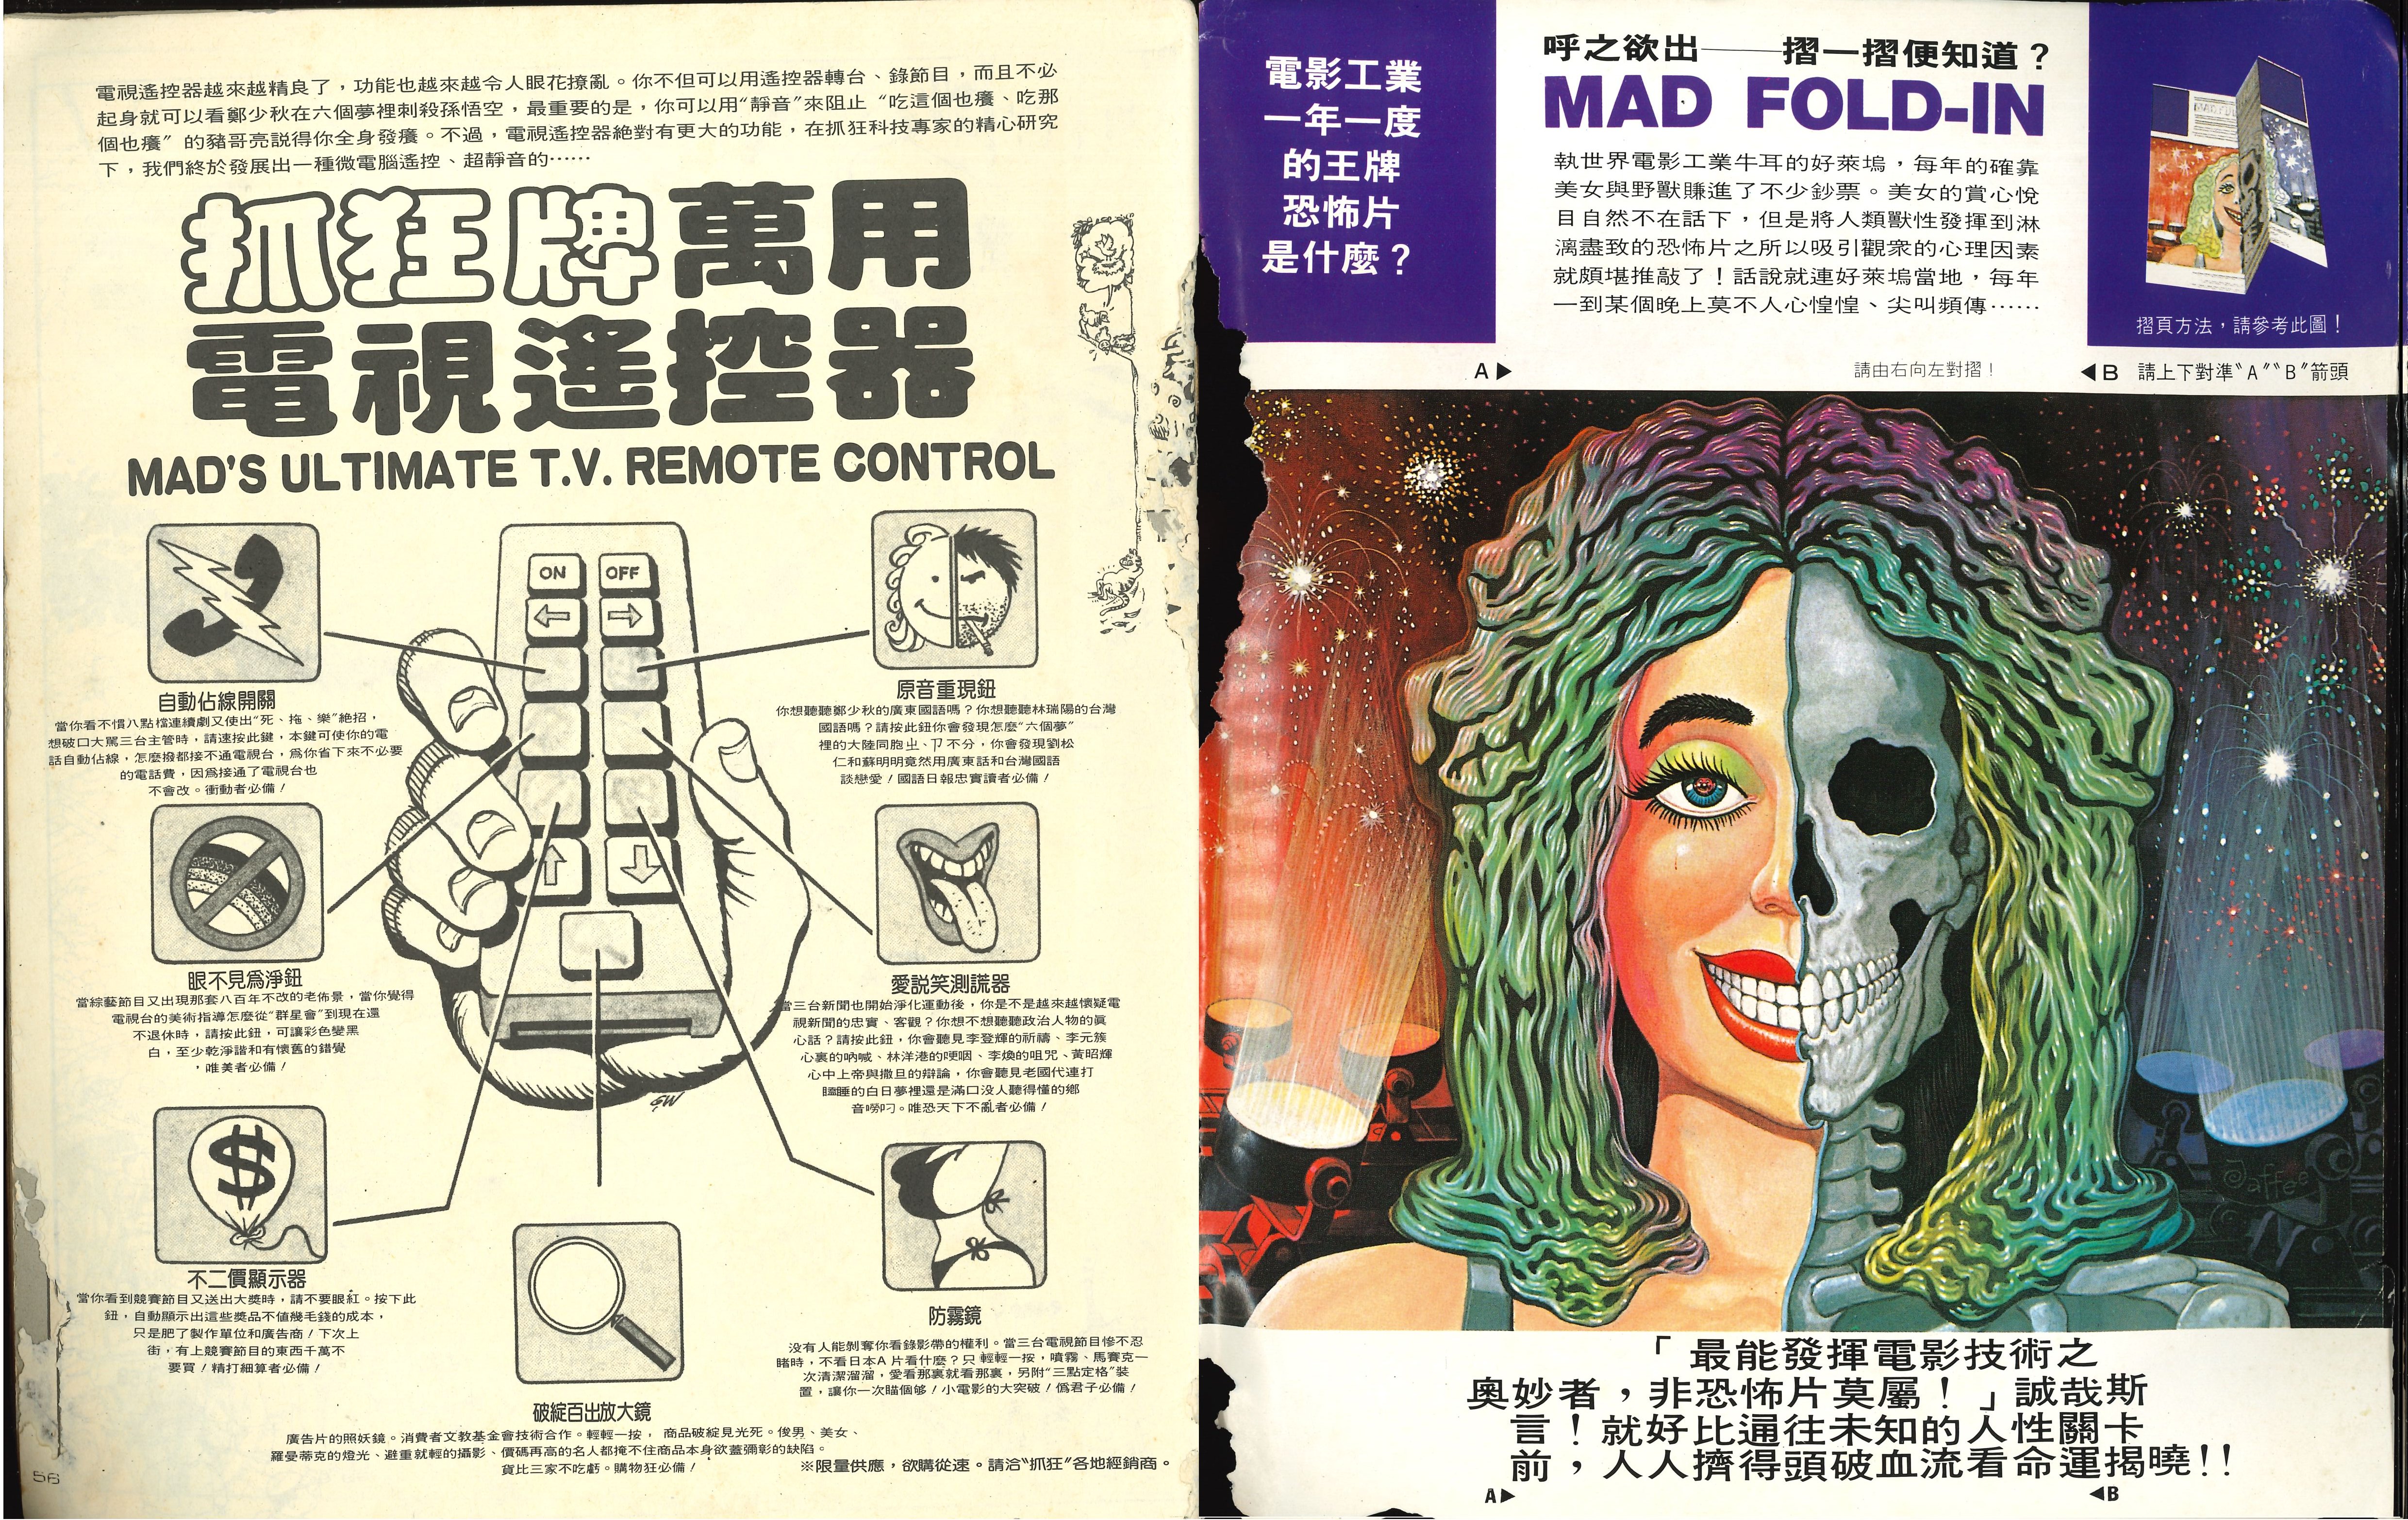 電視遙控器越來越精良了，功能也越來越令人眼花撩亂。你不但可以用遙控器轉台、錄節目，而且不必
起身就可以看鄭少秋在六個夢裡刺殺孫悟空，最重要的是，你可以用“靜音”來阻止“吃這個也癢、吃那
個也癢”的豬哥亮説得你全身發癢。不過，電視遙控器絕對有更大的功能，在抓狂科技專家的精心研究
下，我們終於發展出一種微電腦遙控、超靜音的⋯⋯
抓狂牌萬用
電視遙控器
MAD'S ULTIMATE T.V. REMOTE CONTROL
ON OFF
自動佔線開關
當你看不慣八點檔連續劇又使出“死、拖、樂”絕招，
想破口大罵三台主管時，請速按此鍵，本鍵可使你的電
話自動佔線，怎麼撥都接不通電視台，爲你省下來不必要
的電話費，因爲接通了電視台也
不會改。衝動者必備！
原音重現鈕
你想聽聽鄭少秋的廣東國語嗎？你想聽聽林瑞陽的台灣
國語嗎？請按此鈕你會發現怎麼“六個夢”
裡的大陸同胞ㄓ、ㄗ不分，你會發現劉松
仁和蘇明明竟然用廣東話和台灣國語
談戀愛！國語日報忠實讀者必備！
眼不見爲淨鈕
當綜藝節目又出現那套八百年不改的老佈景，當你覺得
電視台的美術指導怎麼從“群星會”到現在還
不退休時，請按此鈕，可讓彩色變黑
白，至少乾淨諧和有懷舊的錯覺
，唯美者必備！
愛説笑測謊器
當三台新聞也開始淨化運動後，你是不是越來越懷疑電
視新聞的忠實、客觀？你想不想聽聽政治人物的眞
心話？請按此鈕，你會聽見李登輝的祈禱、李元簇
心裏的吶喊、林洋港的哽咽、李煥的咀咒、黃昭輝
心中上帝與撒旦的辯論，你會聽見老國代連打
瞌睡的白日夢裡還是滿口没人聽得懂的鄉
音嘮叼。唯恐天下不亂者必備！
GW
不二價顯示器
當你看到競賽節目又送出大獎時，請不要眼紅。按下此
鈕，自動顯示出這些獎品不值幾毛錢的成本，
只是肥了製作單位和廣告商！下次上
街，有上競賽節目的東西千萬不
要買！精打細算者必備！
防霧鏡
没有人能剝奪你看錄影帶的權利。當三台電視節目慘不忍
睹時，不看日本A片看什麼？只輕輕一按，噴霧、馬賽克一
次清潔溜溜，愛看那裏就看那裏，另附“三點定格”裝
置，讓你一次瞄個够！小電影的大突破！僞君子必備！
破綻百出放大鏡
廣告片的照妖鏡。消費者文教基金會技術合作。輕輕一按，商品破綻見光死。俊男、美女、
羅曼蒂克的燈光、避重就輕的攝影、價碼再高的名人都掩不住商品本身欲蓋彌彰的缺陷。
貨比三家不吃虧。購物狂必備！
※限量供應，欲購從速。請洽“抓狂”各地經銷商。
56
電影工業
一年一度
的王牌
恐怖片
是什麼？
呼之欲出——摺一摺便知道？
MAD FOLD-IN
執世界電影工業牛耳的好萊塢，每年的確靠
美女與野獸賺進了不少鈔票。美女的賞心悅
目自然不在話下，但是將人類獸性發揮到淋
漓盡致的恐怖片之所以吸引觀衆的心理因素
就頗堪推敲了！話說就連好萊塢當地，每年
一到某個晚上莫不人心惶惶、尖叫頻傳⋯⋯
摺頁方法，請參考此圖！
A▶
請由右向左對摺！
◀B 請上下對準“A”“B”箭頭
Jaffee
「最能發揮電影技術之
奧妙者，非恐怖片莫屬！」誠哉斯
言！就好比通往未知的人性關卡
前，人人擠得頭破血流看命運揭曉!!
A▶
◀B